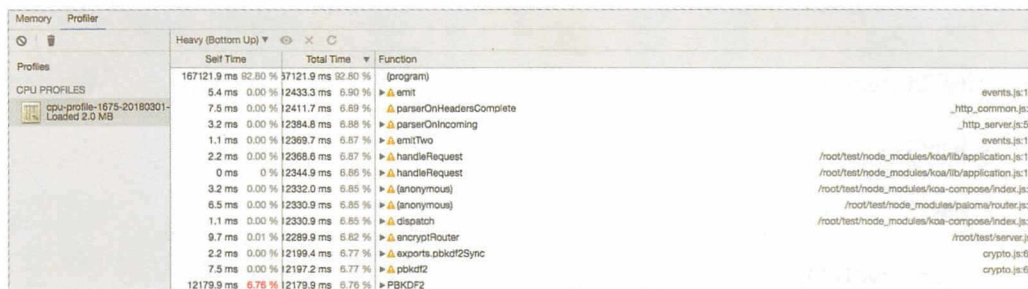 Memory Profiler
Heavy (Bottom Up) ▼
Profiles
Self Time Total Time ▼ Function
167121.9 ms 92.80 % 57121.9 ms 92.80 % (program)
CPU PROFILES
5.4 ms 0.00 % 12433.3 ms 6.90 % ▶ emit events.js:1
cpu-profile-1675-20180301-
Loaded 2.0 MB
7.5 ms 0.00 % 12411.7 ms 6.89 % parserOnHeadersComplete _http_common.js:
3.2 ms 0.00 % 12384.8 ms 6.88 % ▶ parserOnIncoming _http_server.js:5
1.1 ms 0.00 % 12369.7 ms 6.87 % ▶ emitTwo events.js:1
2.2 ms 0.00 % 12368.6 ms 6.87 % ▶ handleRequest /root/test/node_modules/koa/lib/application.js:1
0 ms 0 % 12344.9 ms 6.86 % ▶ handleRequest /root/test/node_modules/koa/lib/application.js:1
3.2 ms 0.00 % 12332.0 ms 6.85 % ▶ (anonymous) /root/test/node_modules/koa-compose/index.js:
6.5 ms 0.00 % 12330.9 ms 6.85 % ▶ (anonymous) /root/test/node_modules/paloma/router.js:
1.1 ms 0.00 % 12330.9 ms 6.85 % ▶ dispatch /root/test/node_modules/koa-compose/index.js:
9.7 ms 0.01 % 12289.9 ms 6.82 % ▶ encryptRouter /root/test/server.js
2.2 ms 0.00 % 12199.4 ms 6.77 % ▶ exports.pbkdf2Sync crypto.js:6
7.5 ms 0.00 % 12197.2 ms 6.77 % ▶ pbkdf2 crypto.js:6
12179.9 ms 6.76 % 12179.9 ms 6.76 % ▶ PBKDF2